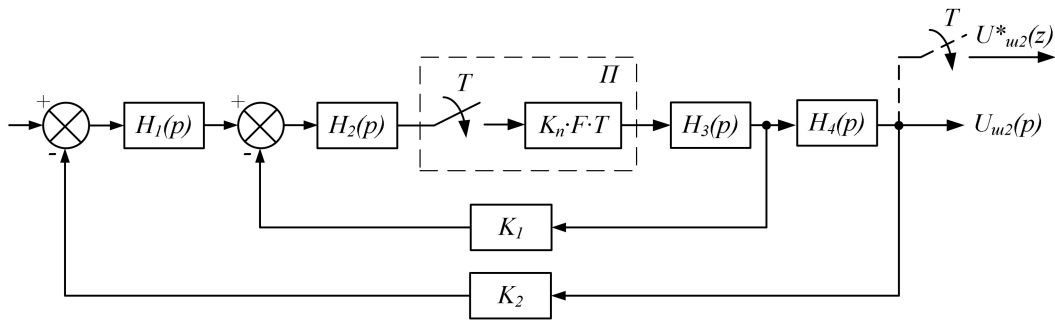 T
U*ш2(z)
П
T
+
H1(p)
+
H2(p)
Kп·F·T
H3(p)
H4(p)
Uш2(p)
-
-
K1
K2